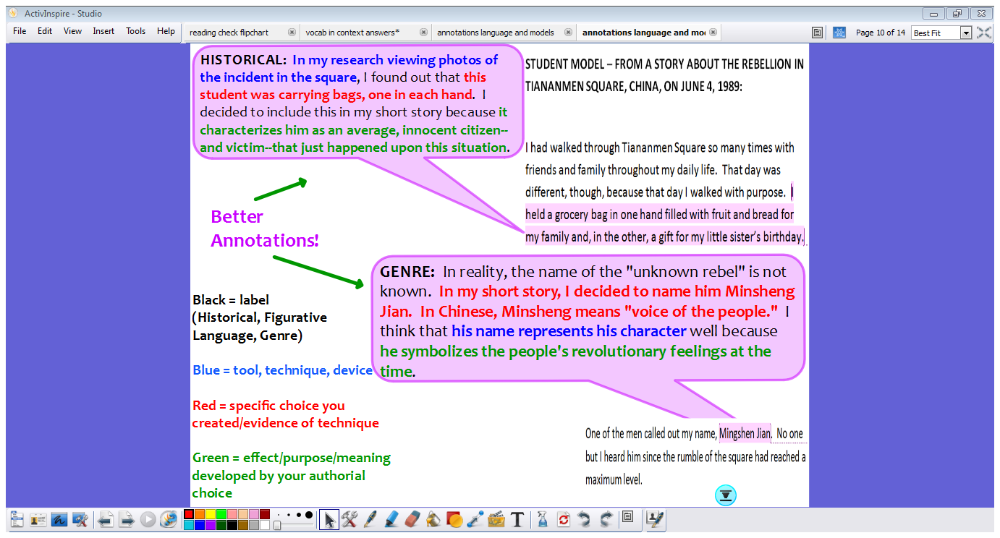 ActivInspire - Studio
File Edit View Insert Tools Help
reading check flipchart
vocab in context answers*
annotations language and models
annotations language and mo
Page 10 of 14
Best Fit
HISTORICAL: In my research viewing photos of
the incident in the square, I found out that this
student was carrying bags, one in each hand. I
decided to include this in my short story because it
characterizes him as an average, innocent citizen--
and victim--that just happened upon this situation.
STUDENT MODEL – FROM A STORY ABOUT THE REBELLION IN
TIANANMEN SQUARE, CHINA, ON JUNE 4, 1989:
I had walked through Tiananmen Square so many times with
friends and family throughout my daily life. That day was
different, though, because that day I walked with purpose. I
held a grocery bag in one hand filled with fruit and bread for
my family and, in the other, a gift for my little sister's birthday.
Better
Annotations!
GENRE: In reality, the name of the "unknown rebel" is not
known. In my short story, I decided to name him Minsheng
Jian. In Chinese, Minsheng means "voice of the people." I
think that his name represents his character well because
he symbolizes the people's revolutionary feelings at the
time.
Black = label
(Historical, Figurative
Language, Genre)
Blue = tool, technique, device
Red = specific choice you
created/evidence of technique
Green = effect/purpose/meaning
developed by your authorial
choice
One of the men called out my name, Mingshen Jian. No one
but I heard him since the rumble of the square had reached a
maximum level.